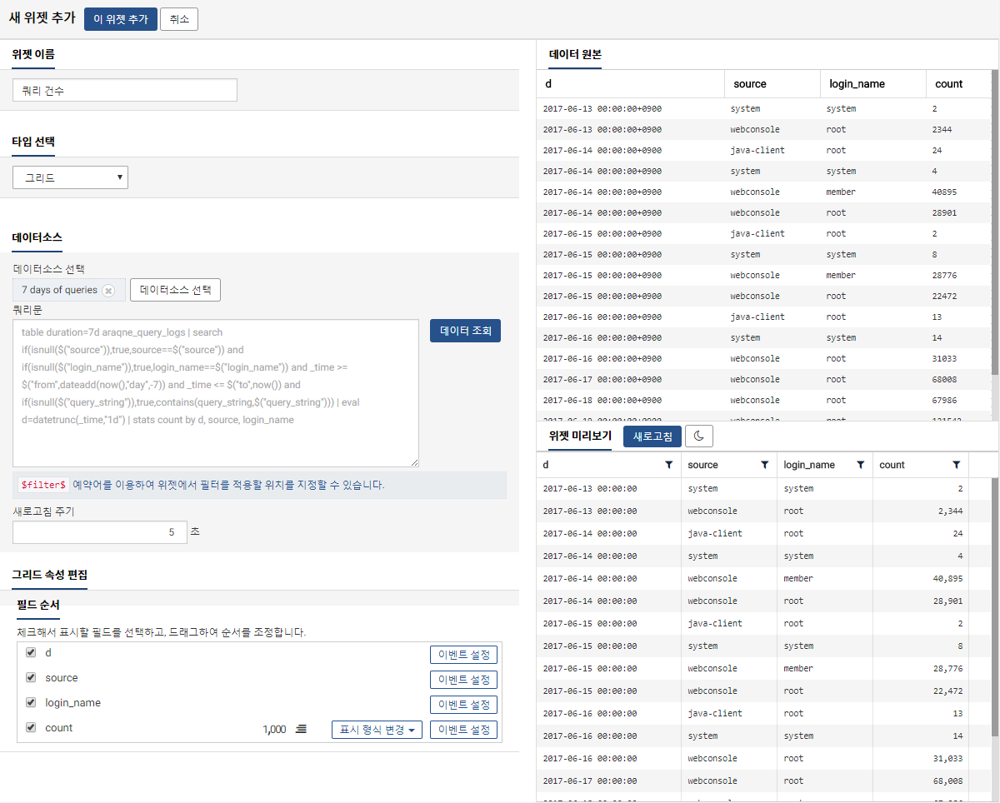 새 위젯 추가 이 위젯 추가 취소
위젯 이름
쿼리 건수
타입 선택
그리드
데이터소스
데이터소스 선택
7 days of queries 데이터소스 선택
쿼리문
table duration=7d araqne_query_logs | search
if(isnull($("source")),true,source==$("source")) and
if(isnull($("login_name")),true,login_name==$("login_name")) and _time >=
$("from",dateadd(now(),"day",-7)) and _time <= $("to",now()) and
if(isnull($("query_string")),true,contains(query_string,$("query_string"))) | eval
d=datetrunc(_time,"1d") | stats count by d, source, login_name
데이터 조회
$filter$ 예약어를 이용하여 위젯에서 필터를 적용할 위치를 지정할 수 있습니다.
새로고침 주기
5 초
그리드 속성 편집
필드 순서
체크해서 표시할 필드를 선택하고, 드래그하여 순서를 조정합니다.
d 이벤트 설정
source 이벤트 설정
login_name 이벤트 설정
count 1,000 표시 형식 변경 이벤트 설정
데이터 원본
d source login_name count
2017-06-13 00:00:00+0900 system system 2
2017-06-13 00:00:00+0900 webconsole root 2344
2017-06-14 00:00:00+0900 java-client root 24
2017-06-14 00:00:00+0900 system system 4
2017-06-14 00:00:00+0900 webconsole member 40895
2017-06-14 00:00:00+0900 webconsole root 28901
2017-06-15 00:00:00+0900 java-client root 2
2017-06-15 00:00:00+0900 system system 8
2017-06-15 00:00:00+0900 webconsole member 28776
2017-06-15 00:00:00+0900 webconsole root 22472
2017-06-16 00:00:00+0900 java-client root 13
2017-06-16 00:00:00+0900 system system 14
2017-06-16 00:00:00+0900 webconsole root 31033
2017-06-17 00:00:00+0900 webconsole root 68008
2017-06-18 00:00:00+0900 webconsole root 67986
위젯 미리보기 새로고침
d source login_name count
2017-06-13 00:00:00 system system 2
2017-06-13 00:00:00 webconsole root 2,344
2017-06-14 00:00:00 java-client root 24
2017-06-14 00:00:00 system system 4
2017-06-14 00:00:00 webconsole member 40,895
2017-06-14 00:00:00 webconsole root 28,901
2017-06-15 00:00:00 java-client root 2
2017-06-15 00:00:00 system system 8
2017-06-15 00:00:00 webconsole member 28,776
2017-06-15 00:00:00 webconsole root 22,472
2017-06-16 00:00:00 java-client root 13
2017-06-16 00:00:00 system system 14
2017-06-16 00:00:00 webconsole root 31,033
2017-06-17 00:00:00 webconsole root 68,008